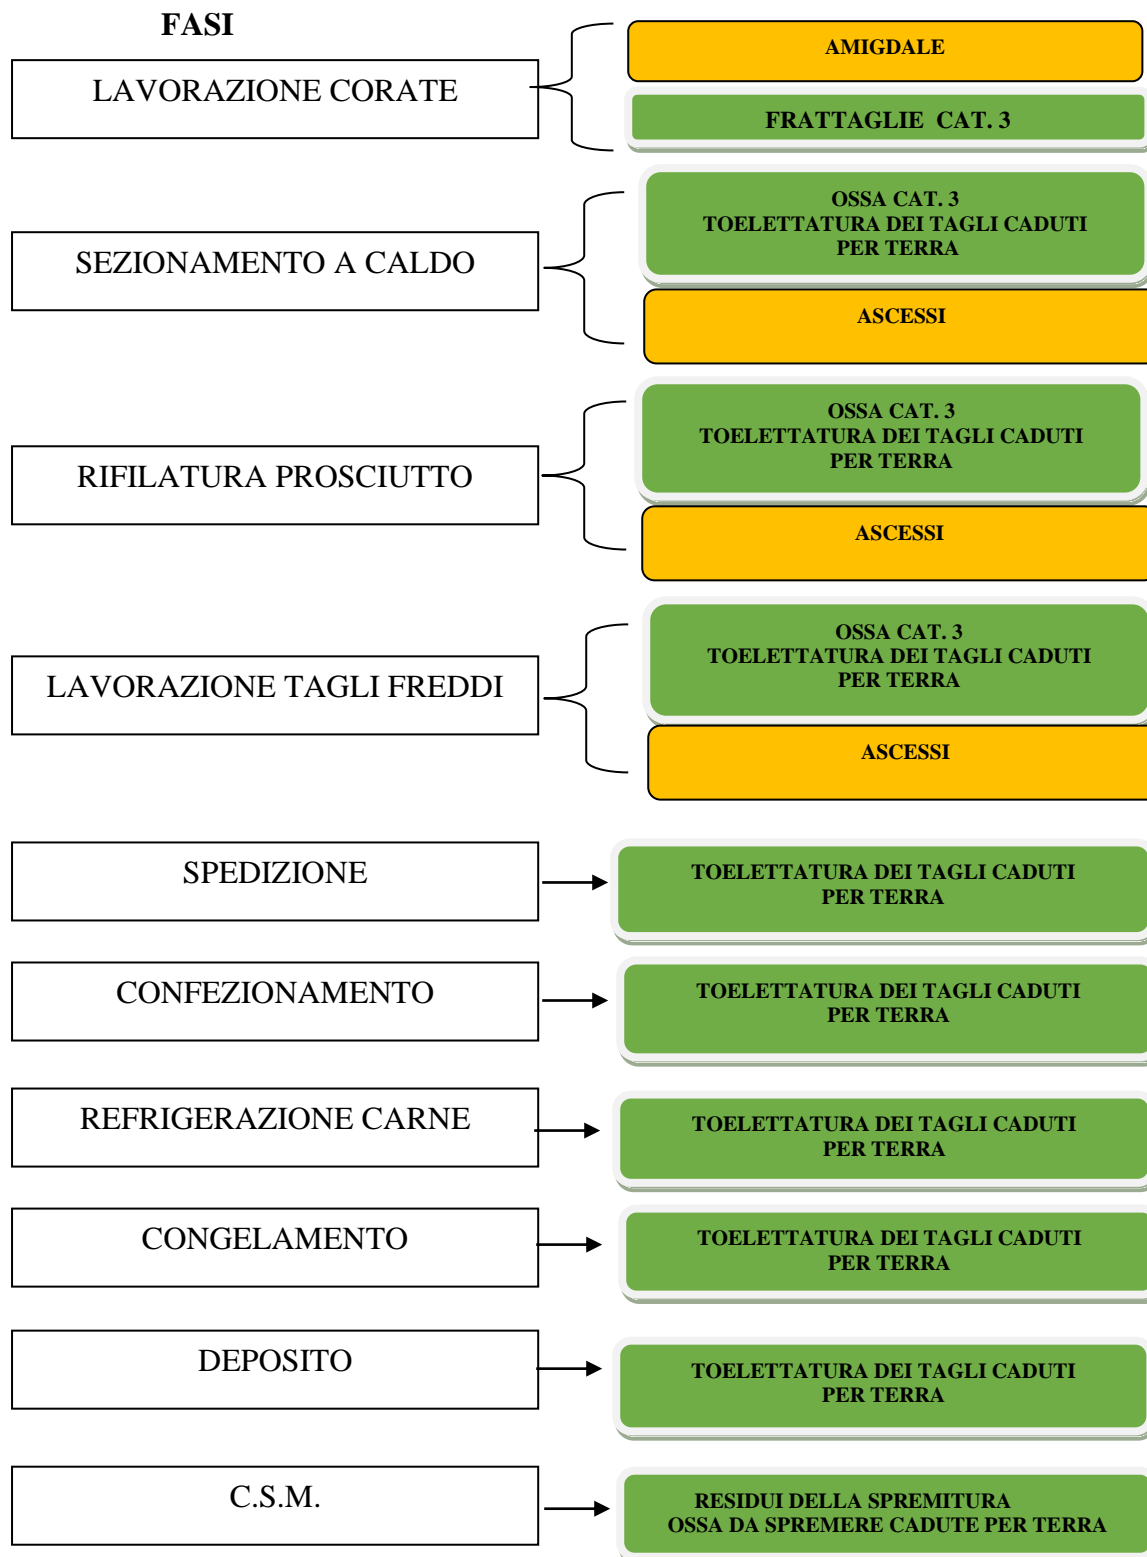 FASI
LAVORAZIONE CORATE
AMIGDALE
FRATTAGLIE CAT. 3
SEZIONAMENTO A CALDO
OSSA CAT. 3
TOELETTATURA DEI TAGLI CADUTI
PER TERRA
ASCESSI
RIFILATURA PROSCIUTTO
OSSA CAT. 3
TOELETTATURA DEI TAGLI CADUTI
PER TERRA
ASCESSI
LAVORAZIONE TAGLI FREDDI
OSSA CAT. 3
TOELETTATURA DEI TAGLI CADUTI
PER TERRA
ASCESSI
SPEDIZIONE
TOELETTATURA DEI TAGLI CADUTI
PER TERRA
CONFEZIONAMENTO
TOELETTATURA DEI TAGLI CADUTI
PER TERRA
REFRIGERAZIONE CARNE
TOELETTATURA DEI TAGLI CADUTI
PER TERRA
CONGELAMENTO
TOELETTATURA DEI TAGLI CADUTI
PER TERRA
DEPOSITO
TOELETTATURA DEI TAGLI CADUTI
PER TERRA
C.S.M.
RESIDUI DELLA SPREMITURA
OSSA DA SPREMERE CADUTE PER TERRA